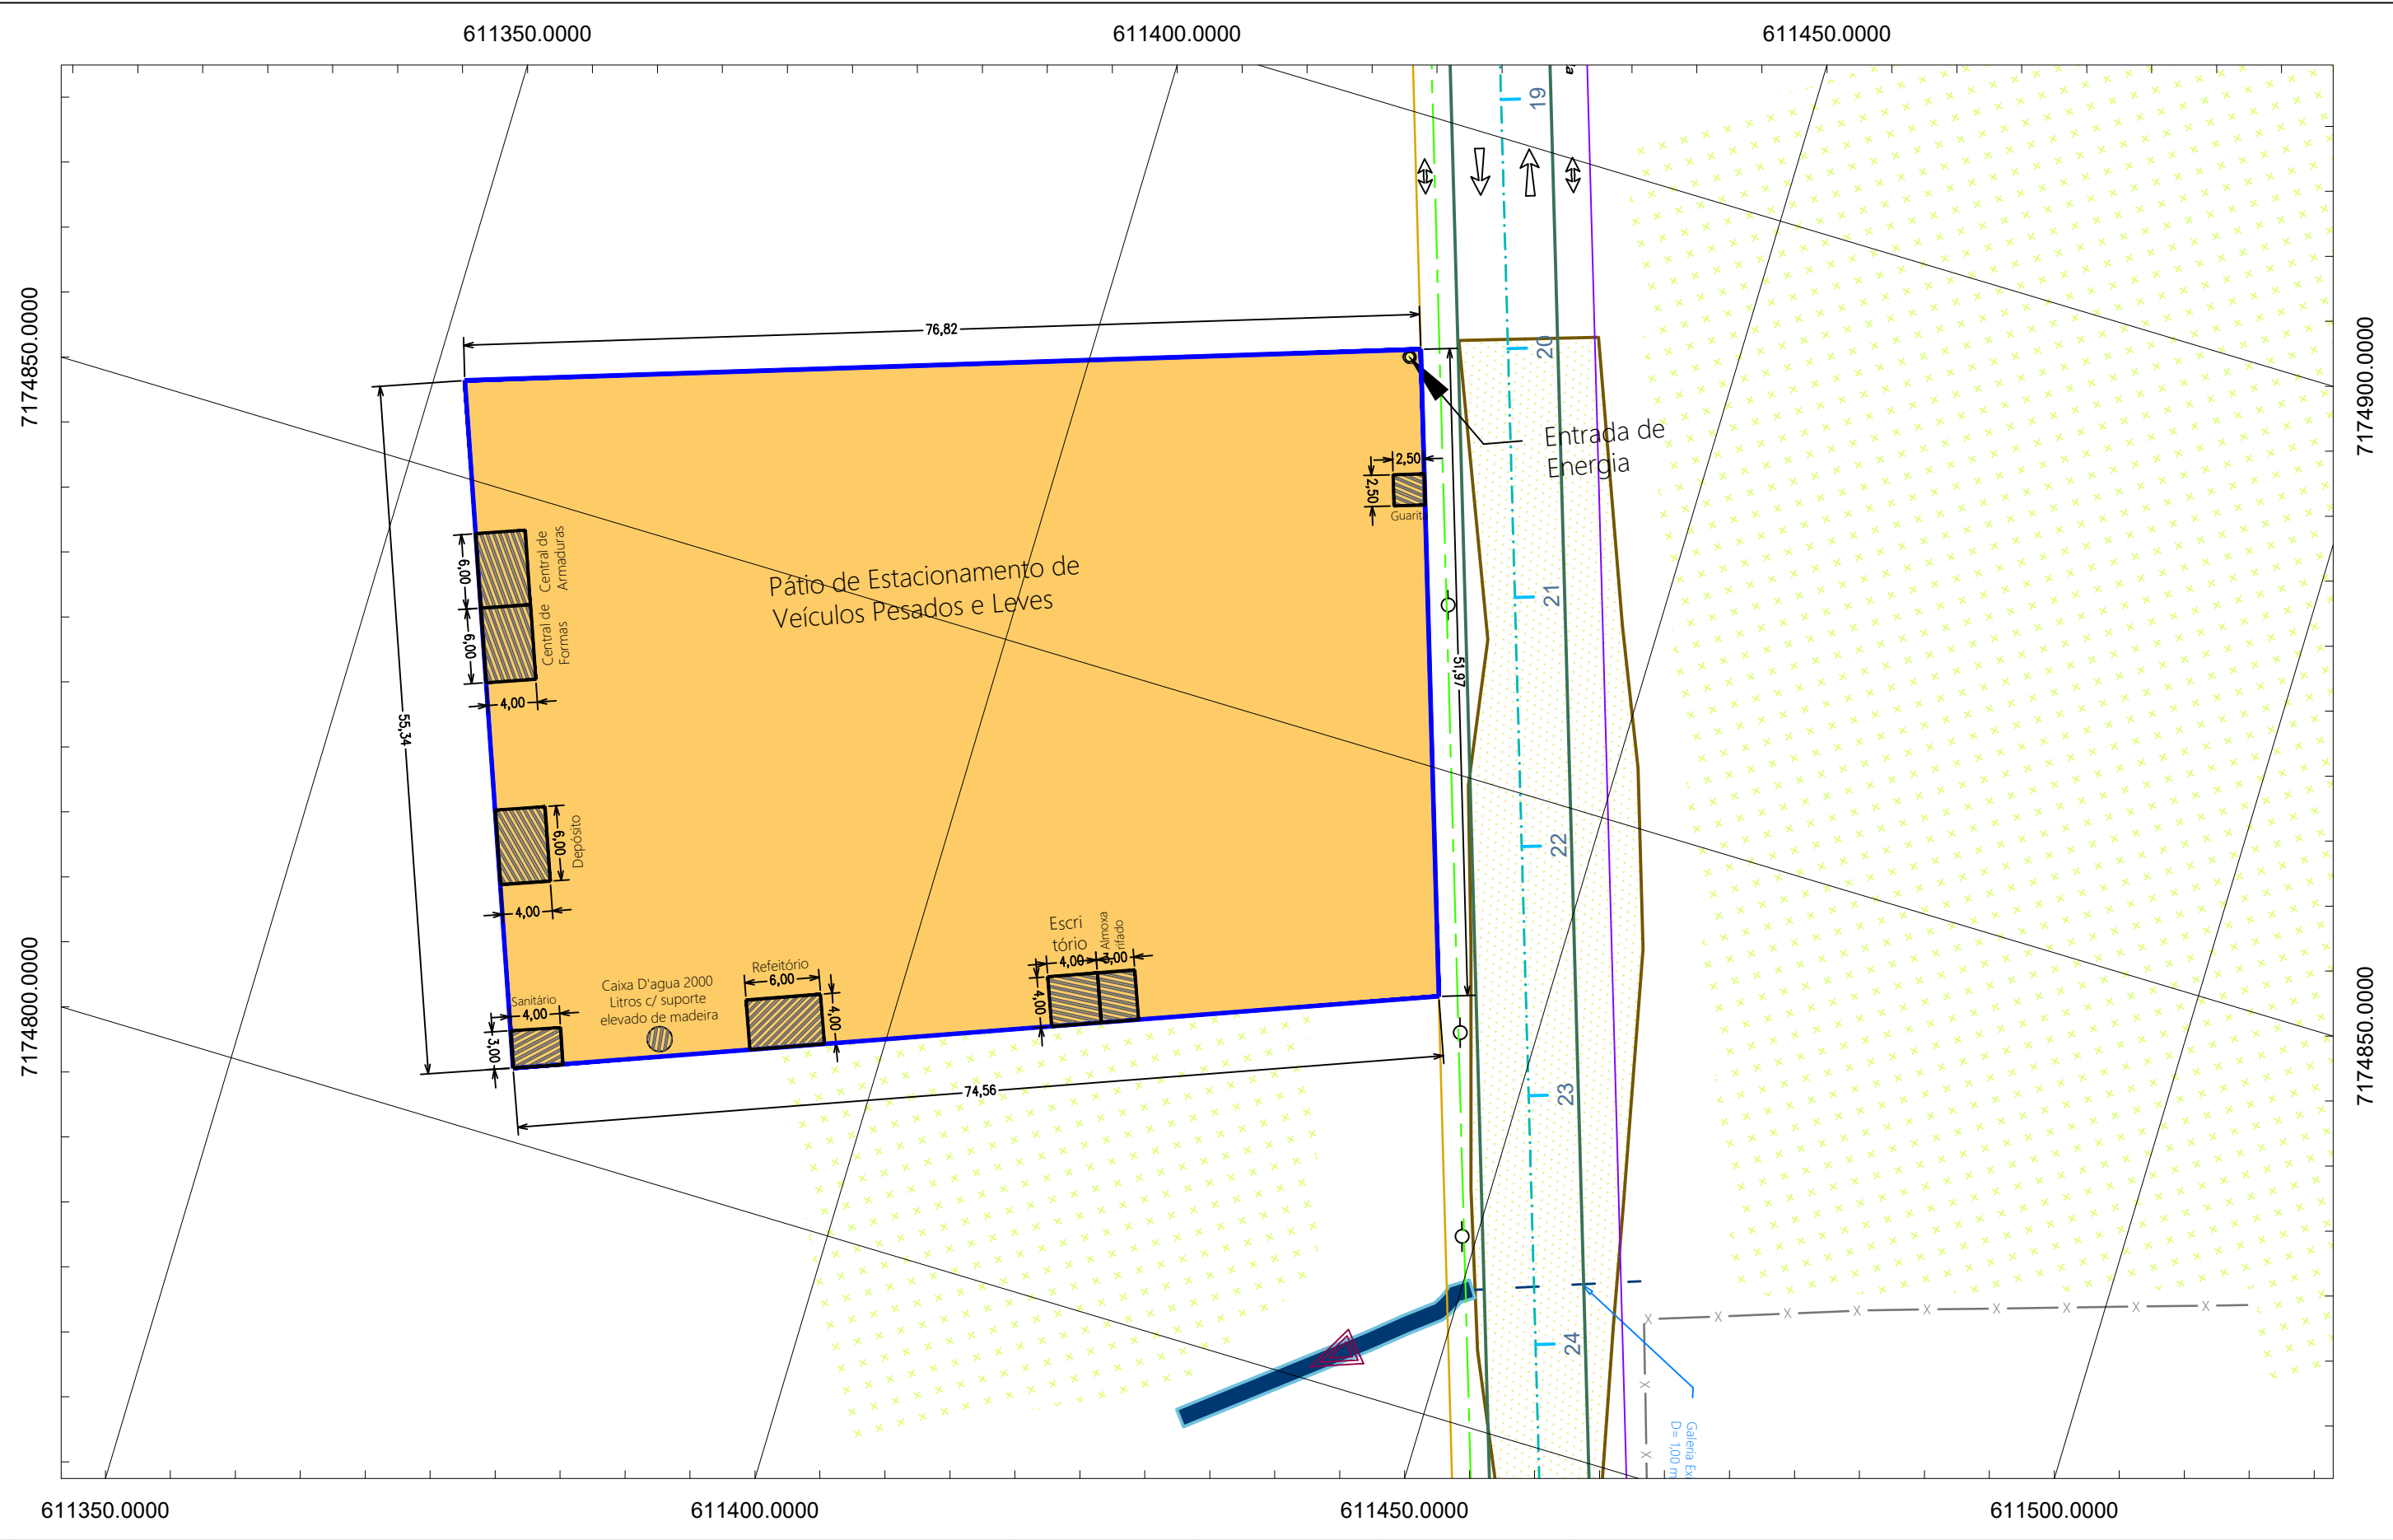 611350.0000
611400.0000
611450.0000
19
7174850.0000
7174900.0000
76,82
20
Entrada de
Energia
2,50
2,50
Guarita
Central de
Armaduras
6,00
Pátio de Estacionamento de
Veículos Pesados e Leves
21
Central de
Formas
6,00
51,97
4,00
55,34
22
6,00
Depósito
4,00
Escri
tório
Almoxa
rifado
4,00
3,00
4,00
Refeitório
6,00
4,00
Caixa D'agua 2000
Litros c/ suporte
elevado de madeira
Sanitário
4,00
3,00
7174800.0000
7174850.0000
74,56
23
24
Galeria
D= 1,00 m
611350.0000
611400.0000
611450.0000
611500.0000